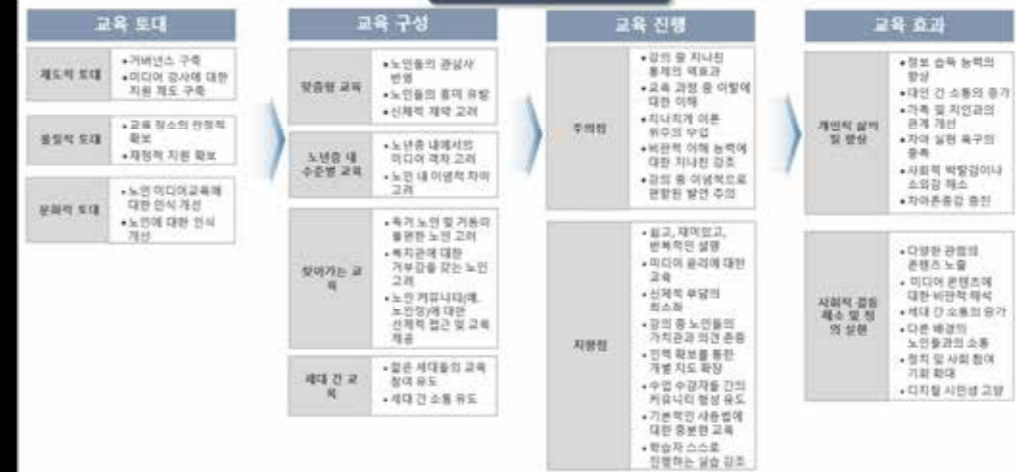 교육 토대
제도적 토대
•거버넌스 구축
•미디어 강사에 대한
지원 제도 구축
물질적 토대
•교육 장소의 안정적
확보
•재정적 지원 확보
문화적 토대
•노인 미디어교육에
대한 인식 개선
•노인에 대한 인식
개선
교육 구성
맞춤형 교육
•노인들의 관심사
반영
•노인들의 흥미 유발
•신체적 제약 고려
노년층 내
수준별 교육
•노년층 내에서의
미디어 격차 고려
•노인 내 이념적 차이
고려
찾아가는 교
육
•독거 노인 및 거동이
불편한 노인 고려
•복지관에 대한
거부감을 갖는 노인
고려
•노인 커뮤니티(예.
노인정)에 대한
선제적 접근 및 교육
제공
세대 간 교
육
•젊은 세대들의 교육
참여 유도
•세대 간 소통 유도
교육 진행
주의점
•강의 중 지나친
통제의 역효과
•교육 과정 중 이탈에
대한 이해
•지나치게 이론
위주의 수업
•비판적 이해 능력에
대한 지나친 강조
•강의 중 이념적으로
편향된 발언 주의
지향점
•쉽고, 재미있고,
반복적인 설명
•미디어 윤리에 대한
교육
•신체적 부담의
최소화
•강의 중 노인들의
가치관과 의견 존중
•인력 확보를 통한
개별 지도 확장
•수업 수강자들 간의
커뮤니티 형성 유도
•기본적인 사용법에
대한 충분한 교육
•학습자 스스로
진행하는 실습 강조
교육 효과
개인적 삶의
질 향상
•정보 습득 능력의
향상
•대인 간 소통의 증가
•가족 및 지인과의
관계 개선
•자아 실현 욕구의
충족
•사회적 박탈감이나
소외감 해소
•자아존중감 증진
사회적 갈등
해소 및 정
의 실현
•다양한 관점의
콘텐츠 노출
•미디어 콘텐츠에
대한 비판적 해석
•세대 간 소통의 증가
•다른 배경의
노인들과의 소통
•정치 및 사회 참여
기회 확대
•디지털 시민성 고양